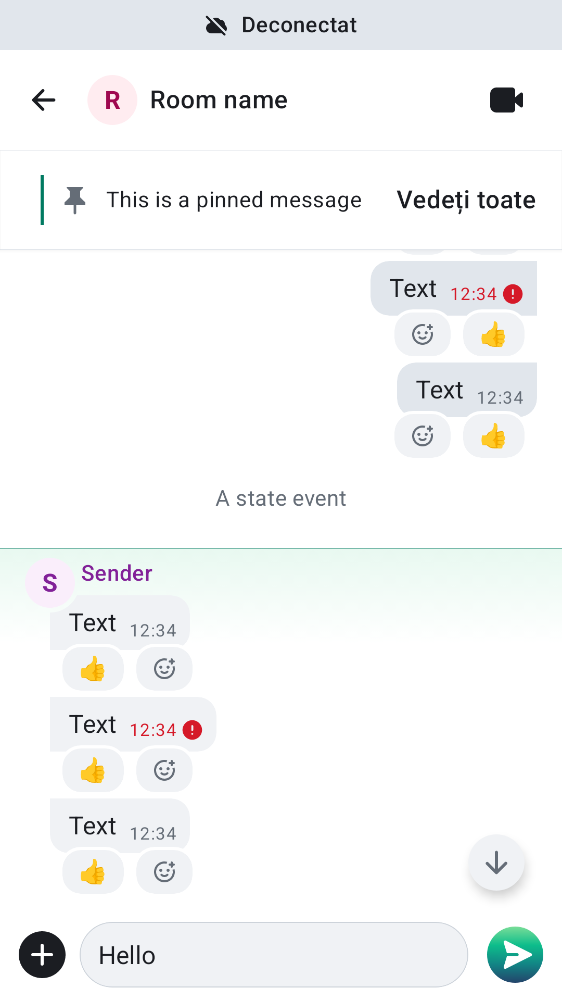 Deconectat
R Room name
This is a pinned message Vedeți toate
Text 12:34
👍
Text 12:34
👍
A state event
S Sender
Text 12:34
👍
Text 12:34
👍
Text 12:34
👍
Hello